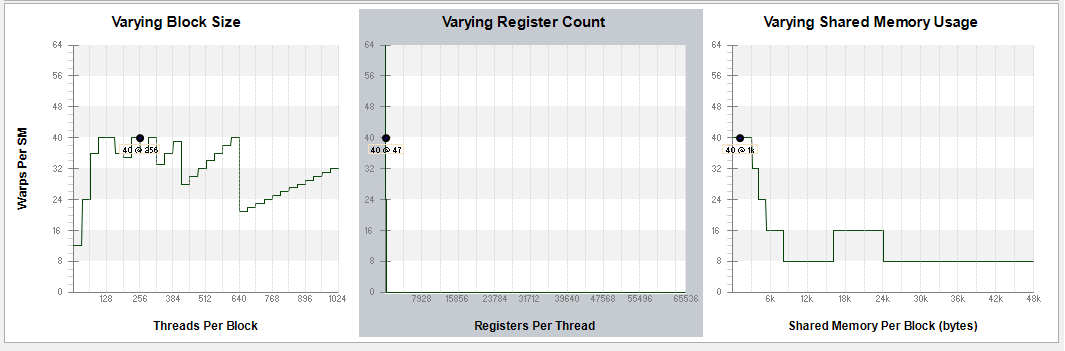 Varying Block Size
Warps Per SM
64
56
48
40
32
24
16
8
0
40 @ 256
128 256 384 512 640 768 896 1024
Threads Per Block
Varying Register Count
64
56
48
40
32
24
16
8
0
40 @ 47
7928 15856 23784 31712 39640 47568 55496 65536
Registers Per Thread
Varying Shared Memory Usage
64
56
48
40
32
24
16
8
0
40 @ 1k
6k 12k 18k 24k 30k 36k 42k 48k
Shared Memory Per Block (bytes)